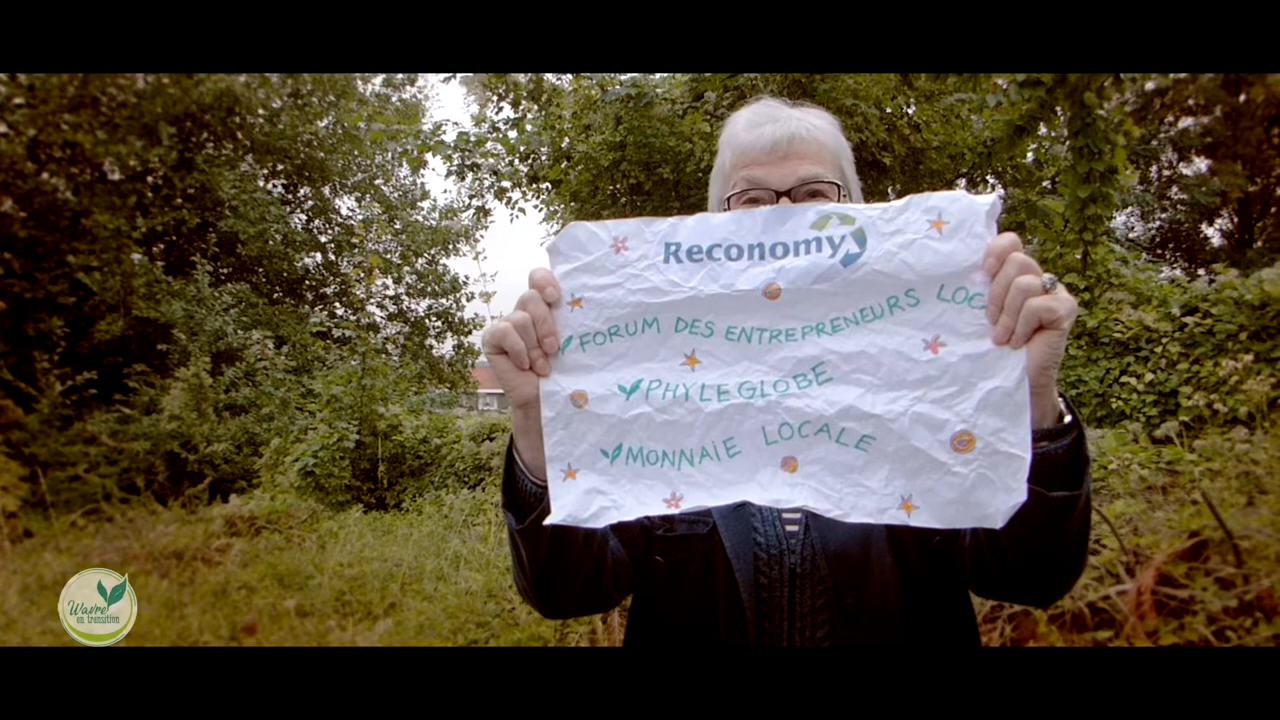 Reconomy
FORUM DES ENTREPRENEURS LOC
PHYLEGLOBE
MONNAIE LOCALE
Wavre
en transition